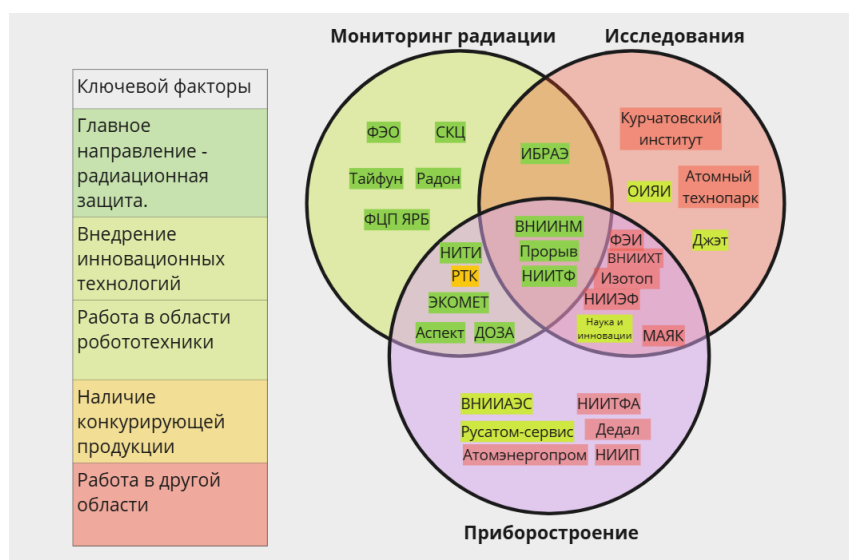 Мониторинг радиации
Исследования
Ключевой факторы
Главное
направление -
радиационная
защита.
Внедрение
инновационных
технологий
Работа в области
робототехники
Наличие
конкурирующей
продукции
Работа в другой
области
ФЭО
СКЦ
Тайфун
Радон
ФЦП ЯРБ
ИБРАЭ
Курчатовский
институт
ОИЯИ
Атомный
технопарк
Джэт
НИТИ
РТК
ЭКОМЕТ
Аспект
ДОЗА
ВНИИНМ
Прорыв
НИИТФ
ФЭИ
ВНИИХТ
Изотоп
НИИЭФ
Наука и
инновации
МАЯК
ВНИИАЭС
НИИТФА
Русатом-сервис
Дедал
Атомэнергопром
НИИП
Приборостроение